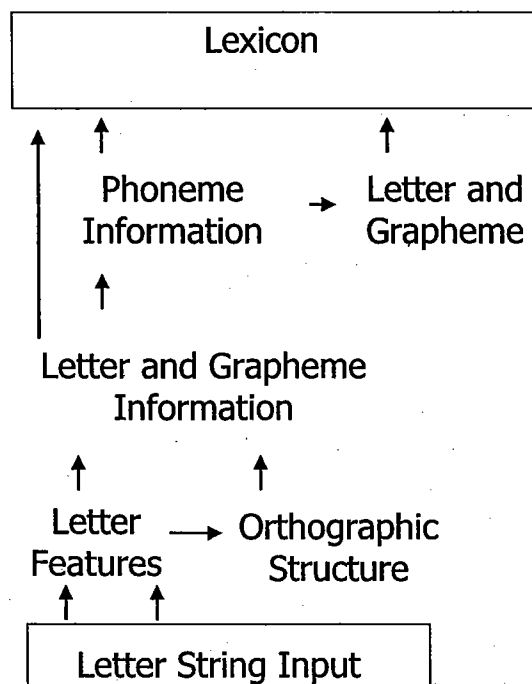 Lexicon
Phoneme
Information
Letter and
Grapheme
Letter and Grapheme
Information
Letter
Features
Orthographic
Structure
Letter String Input